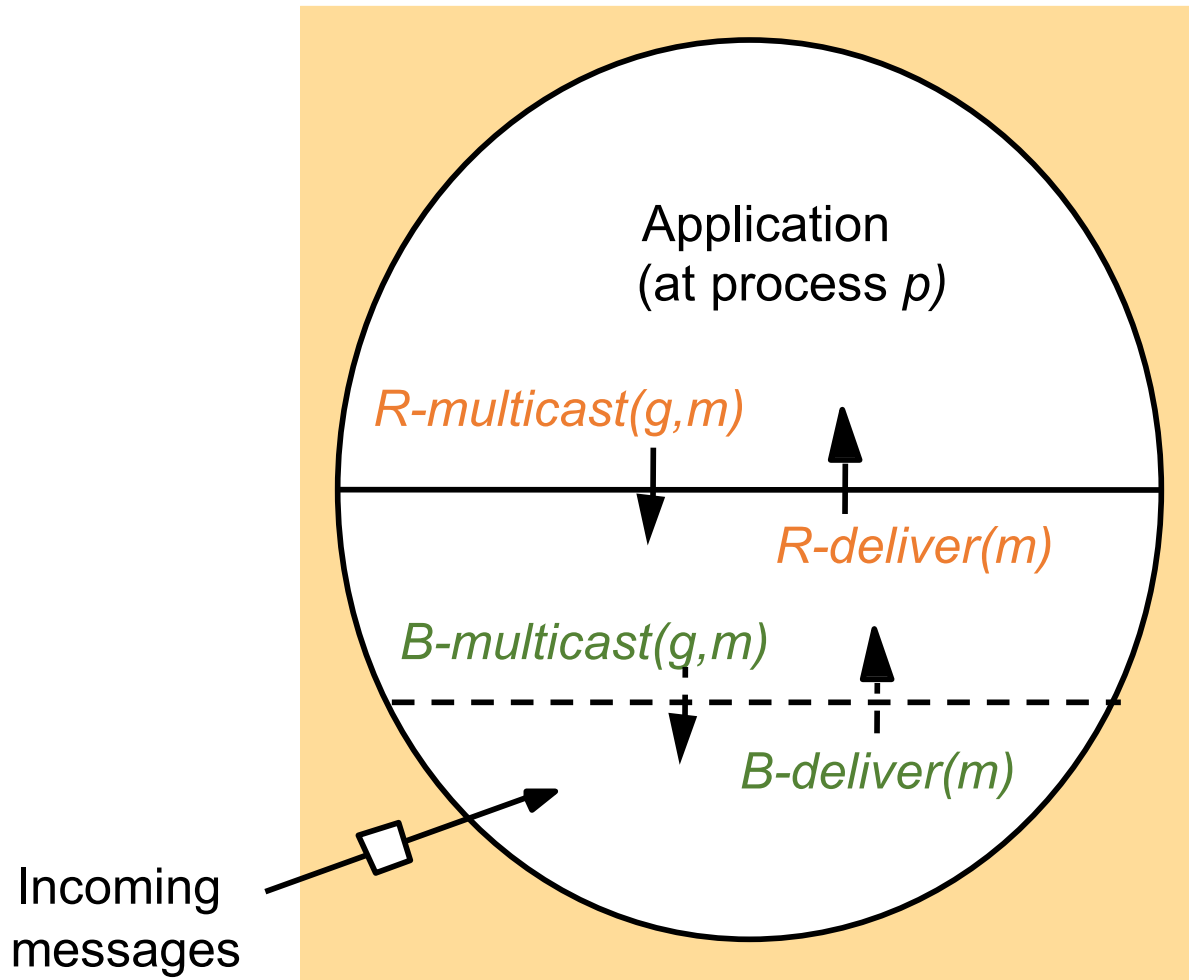 Application
(at process p)
R-multicast(g,m)
R-deliver(m)
B-multicast(g,m)
B-deliver(m)
Incoming
messages